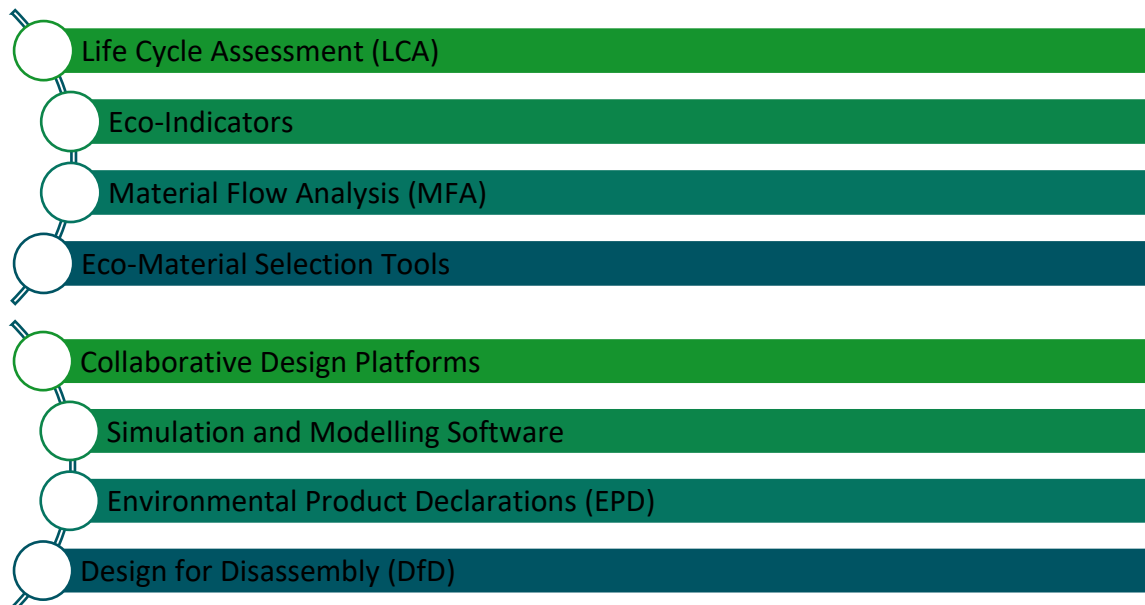 Life Cycle Assessment (LCA)
Eco-Indicators
Material Flow Analysis (MFA)
Eco-Material Selection Tools
Collaborative Design Platforms
Simulation and Modelling Software
Environmental Product Declarations (EPD)
Design for Disassembly (DfD)